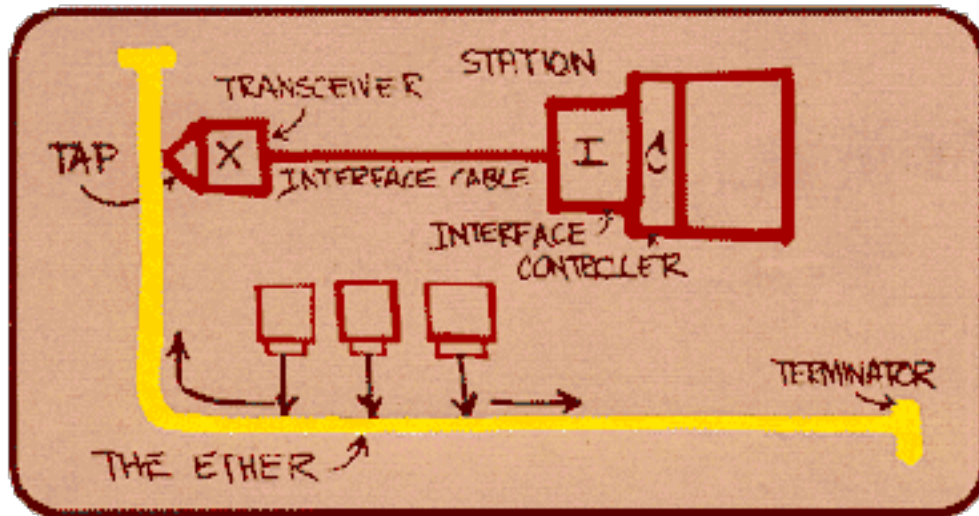 STATION
TRANSCEIVER
TAP
X
I
C
INTERFACE CABLE
INTERFACE
CONTROLLER
TERMINATOR
THE ETHER